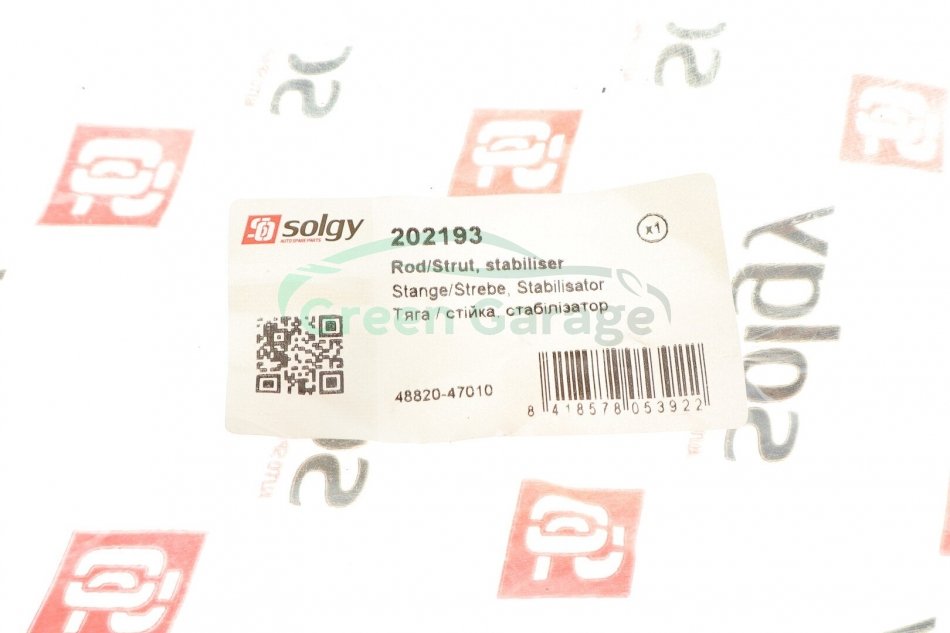 solgy
AUTO SPARE PARTS
202193
x1
Rod/Strut, stabiliser
Stange/Strebe, Stabilisator
Тяга / стійка, стабілізатор
Green Garage
48820-47010
8 418578 053922
solgy